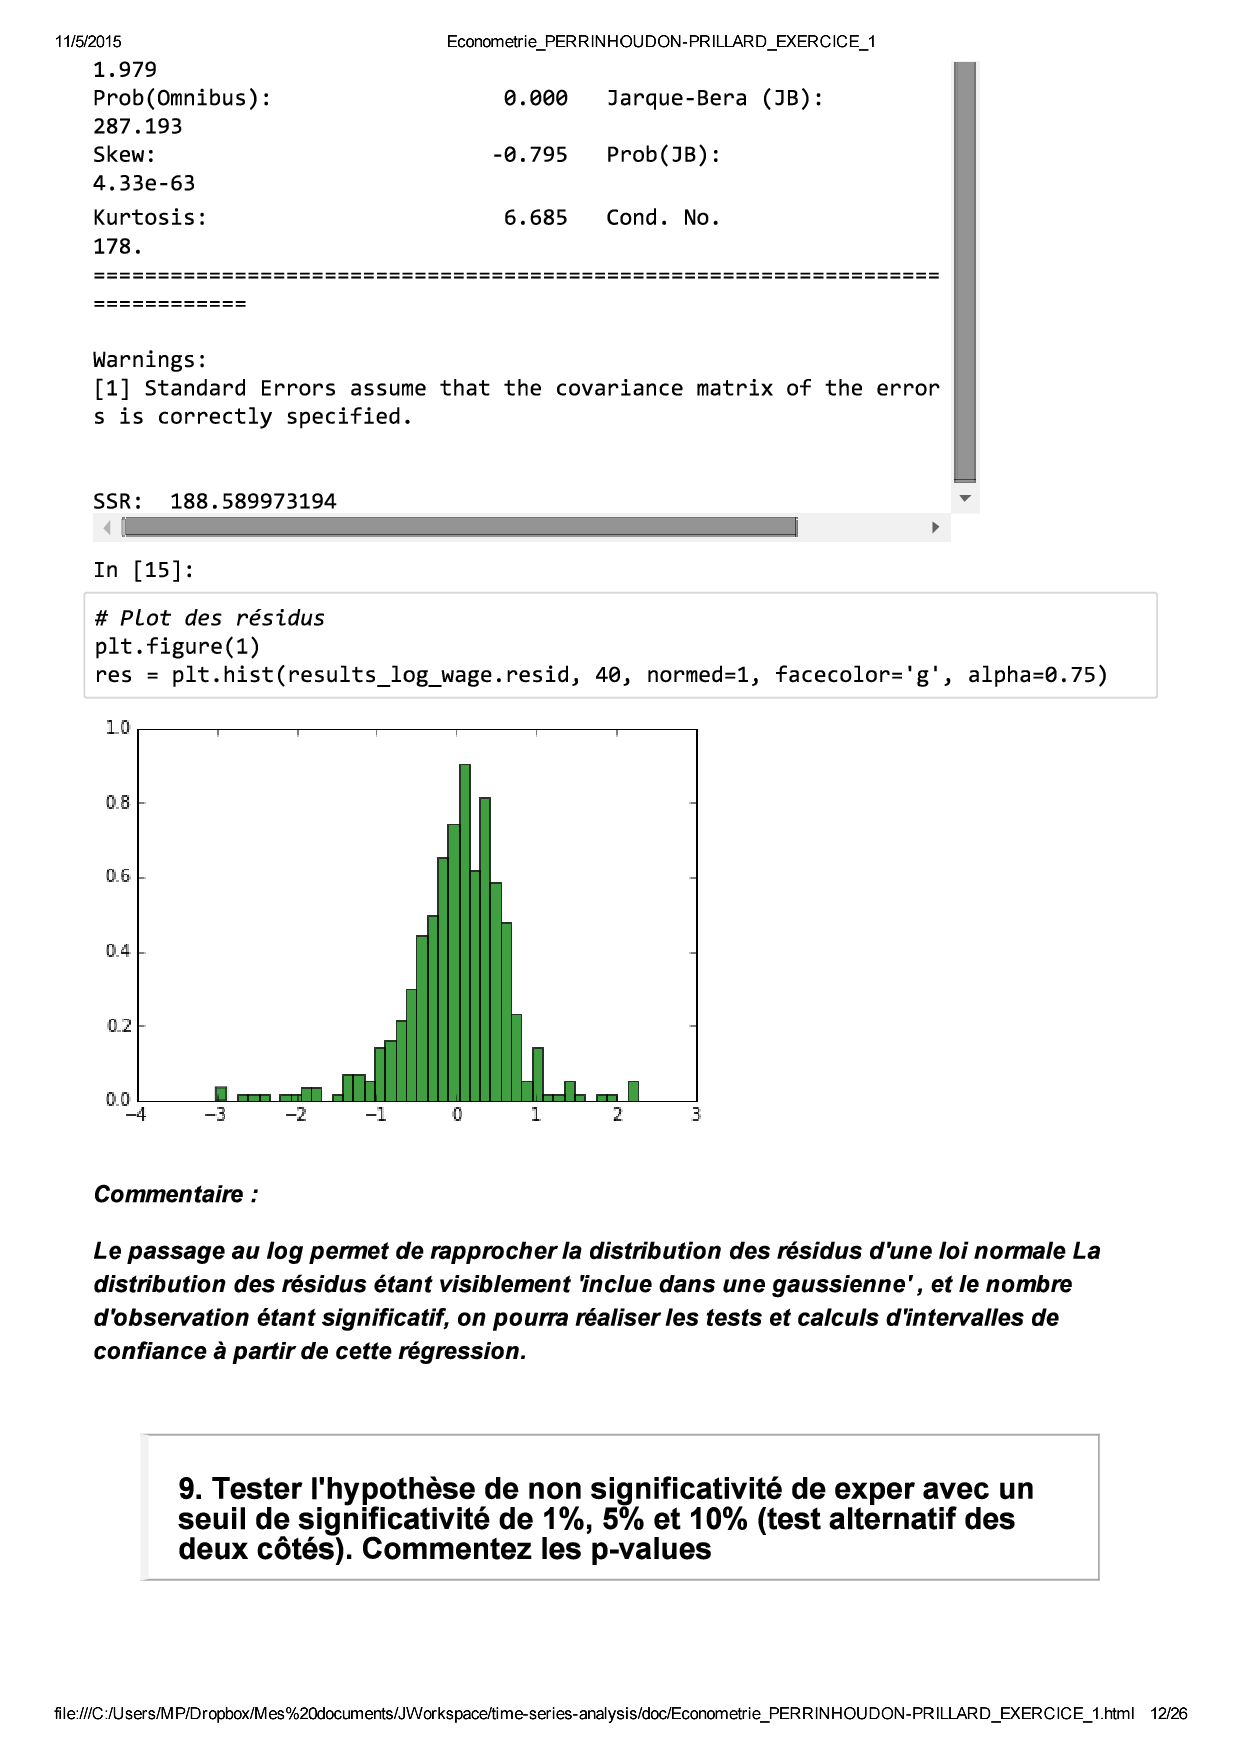 11/5/2015 Econometrie_PERRINHOUDON-PRILLARD_EXERCICE_1
1.979
Prob(Omnibus): 0.000 Jarque-Bera (JB):
287.193
Skew: -0.795 Prob(JB):
4.33e-63
Kurtosis: 6.685 Cond. No.
178.
==================================================================
============
Warnings:
[1] Standard Errors assume that the covariance matrix of the error
s is correctly specified.
SSR: 188.589973194
In [15]:
# Plot des résidus
plt.figure(1)
res = plt.hist(results_log_wage.resid, 40, normed=1, facecolor='g', alpha=0.75)
1.0
0.8
0.6
0.4
0.2
0.0
−4 −3 −2 −1 0 1 2 3
Commentaire :
Le passage au log permet de rapprocher la distribution des résidus d'une loi normale La
distribution des résidus étant visiblement 'inclue dans une gaussienne' , et le nombre
d'observation étant significatif, on pourra réaliser les tests et calculs d'intervalles de
confiance à partir de cette régression.
9. Tester l'hypothèse de non significativité de exper avec un
seuil de significativité de 1%, 5% et 10% (test alternatif des
deux côtés). Commentez les p-values
file:///C:/Users/MP/Dropbox/Mes%20documents/JWorkspace/time-series-analysis/doc/Econometrie_PERRINHOUDON-PRILLARD_EXERCICE_1.html 12/26